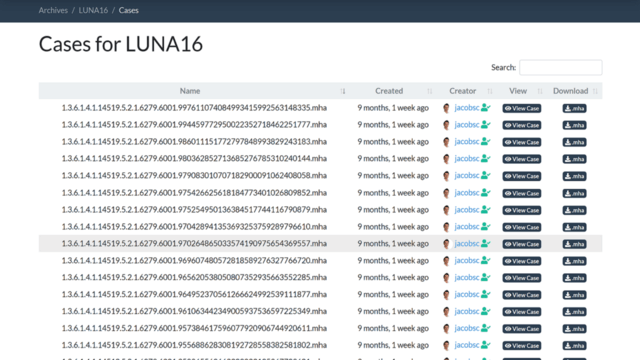 Archives / LUNA16 / Cases
Cases for LUNA16
Search:
Name Created Creator View Download
1.3.6.1.4.1.14519.5.2.1.6279.6001.997611074084993415992563148335.mha 9 months, 1 week ago jacobsc View Case .mha
1.3.6.1.4.1.14519.5.2.1.6279.6001.994459772950022352718462251777.mha 9 months, 1 week ago jacobsc View Case .mha
1.3.6.1.4.1.14519.5.2.1.6279.6001.986011151772797848993829243183.mha 9 months, 1 week ago jacobsc View Case .mha
1.3.6.1.4.1.14519.5.2.1.6279.6001.980362852713685276785310240144.mha 9 months, 1 week ago jacobsc View Case .mha
1.3.6.1.4.1.14519.5.2.1.6279.6001.979083010707182900091062408058.mha 9 months, 1 week ago jacobsc View Case .mha
1.3.6.1.4.1.14519.5.2.1.6279.6001.975426625618184773401026809852.mha 9 months, 1 week ago jacobsc View Case .mha
1.3.6.1.4.1.14519.5.2.1.6279.6001.975254950136384517744116790879.mha 9 months, 1 week ago jacobsc View Case .mha
1.3.6.1.4.1.14519.5.2.1.6279.6001.970428941353693253759289796610.mha 9 months, 1 week ago jacobsc View Case .mha
1.3.6.1.4.1.14519.5.2.1.6279.6001.970264865033574190975654369557.mha 9 months, 1 week ago jacobsc View Case .mha
1.3.6.1.4.1.14519.5.2.1.6279.6001.969607480572818589276327766720.mha 9 months, 1 week ago jacobsc View Case .mha
1.3.6.1.4.1.14519.5.2.1.6279.6001.965620538050807352935663552285.mha 9 months, 1 week ago jacobsc View Case .mha
1.3.6.1.4.1.14519.5.2.1.6279.6001.964952370561266624992539111877.mha 9 months, 1 week ago jacobsc View Case .mha
1.3.6.1.4.1.14519.5.2.1.6279.6001.961063442349005937536597225349.mha 9 months, 1 week ago jacobsc View Case .mha
1.3.6.1.4.1.14519.5.2.1.6279.6001.957384617596077920906744920611.mha 9 months, 1 week ago jacobsc View Case .mha
1.3.6.1.4.1.14519.5.2.1.6279.6001.955688628308192728558382581802.mha 9 months, 1 week ago jacobsc View Case .mha